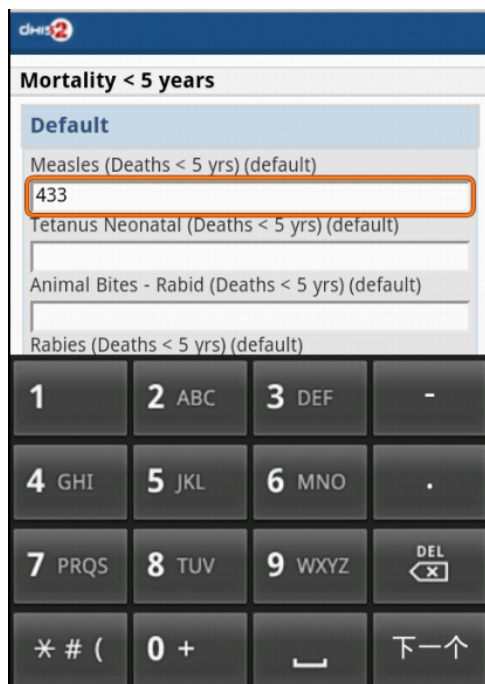 dhis2
Mortality < 5 years
Default
Measles (Deaths < 5 yrs) (default)
433
Tetanus Neonatal (Deaths < 5 yrs) (default)
Animal Bites - Rabid (Deaths < 5 yrs) (default)
Rabies (Deaths < 5 yrs) (default)
1 2 ABC 3 DEF -
4 GHI 5 JKL 6 MNO .
7 PRQS 8 TUV 9 WXYZ DEL
* # ( 0 + 下一个